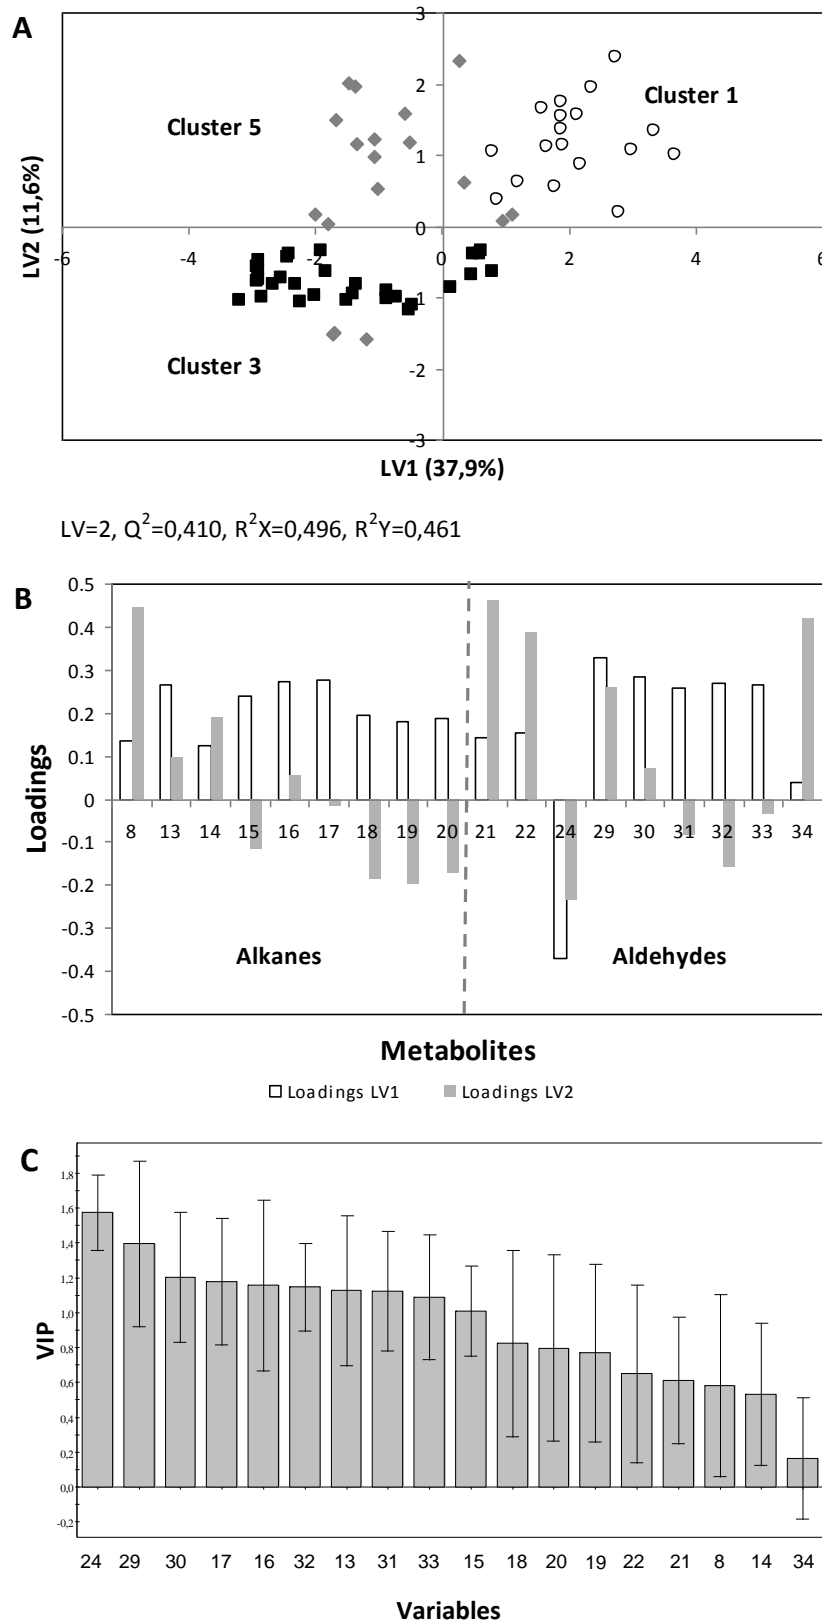 A
3
2
1
0
-1
-2
-3
-6
-4
-2
0
2
4
6
Cluster 5
Cluster 1
Cluster 3
LV2 (11,6%)
LV1 (37,9%)
LV=2, Q²=0,410, R²X=0,496, R²Y=0,461
B
0.5
0.4
0.3
0.2
0.1
0
-0.1
-0.2
-0.3
-0.4
-0.5
Loadings
8 13 14 15 16 17 18 19 20 21 22 24 29 30 31 32 33 34
Alkanes Aldehydes
Metabolites
Loadings LV1 Loadings LV2
C
1,8
1,6
1,4
1,2
1,0
0,8
0,6
0,4
0,2
0,0
-0,2
VIP
24 29 30 17 16 32 13 31 33 15 18 20 19 22 21 8 14 34
Variables